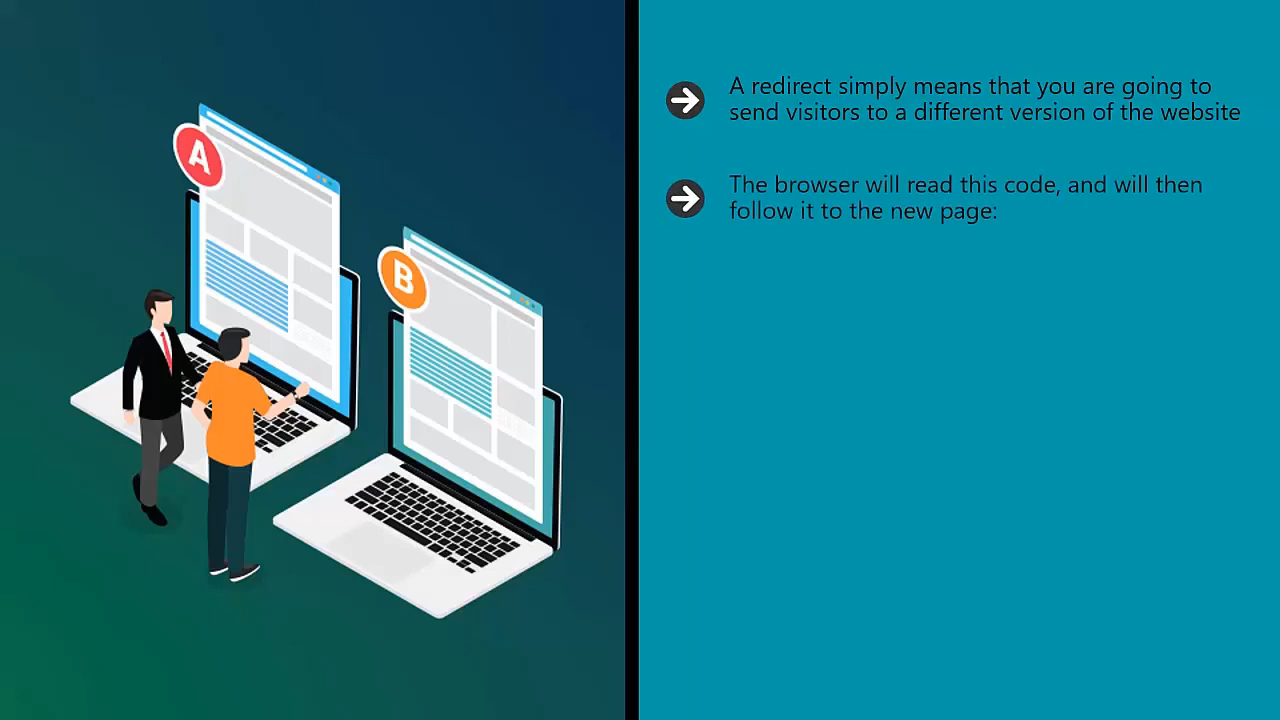 A
B
A redirect simply means that you are going to
send visitors to a different version of the website
The browser will read this code, and will then
follow it to the new page: